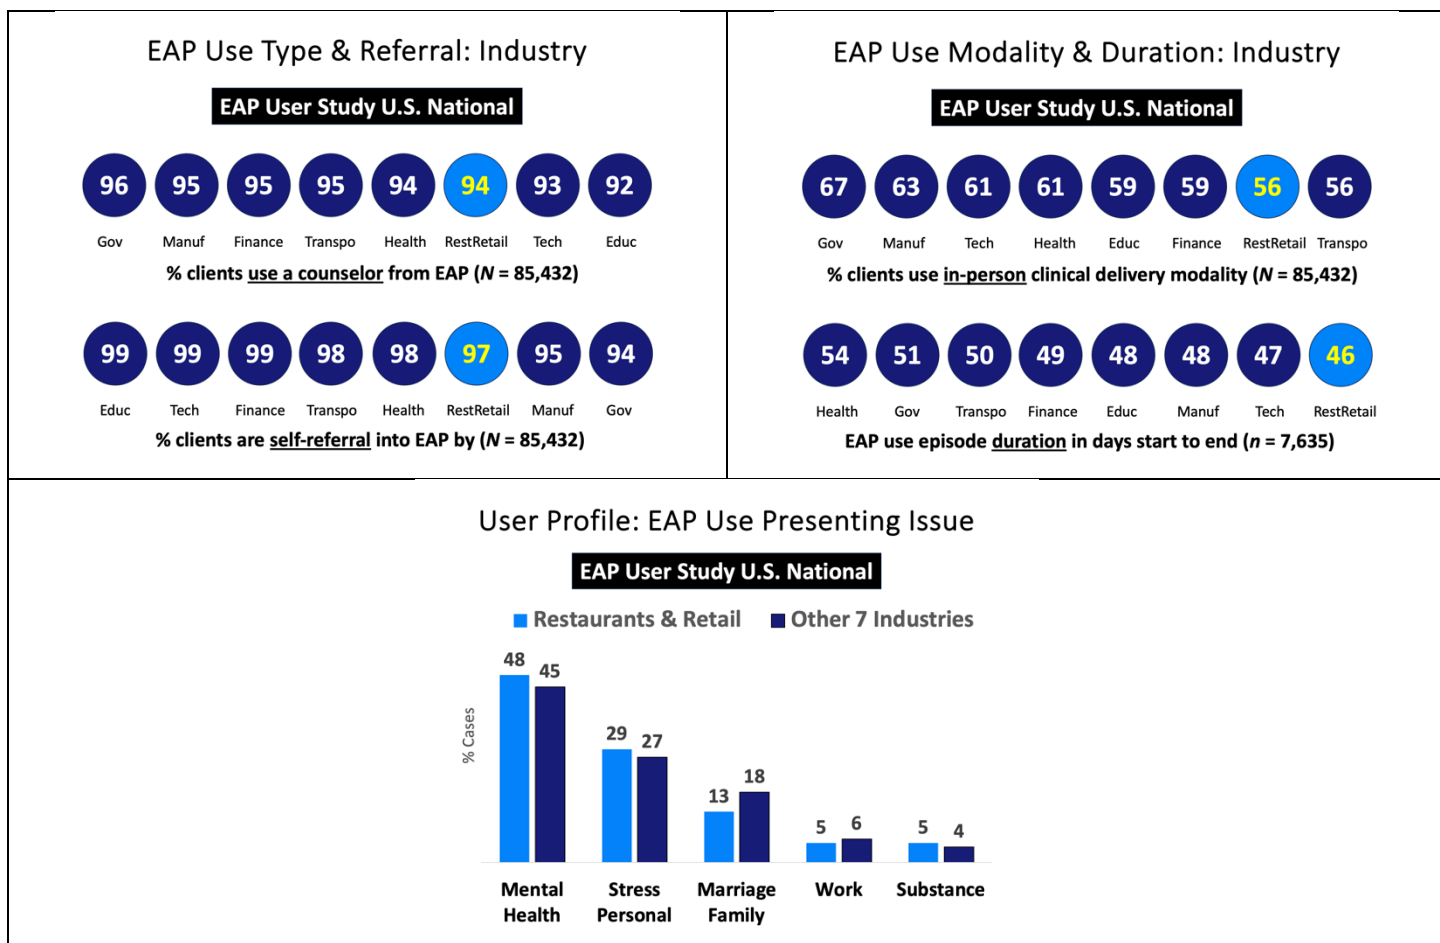 EAP Use Type & Referral: Industry
EAP User Study U.S. National
96 95 95 95 94 94 93 92
Gov Manuf Finance Transpo Health RestRetail Tech Educ
% clients use a counselor from EAP (N = 85,432)
99 99 99 98 98 97 95 94
Educ Tech Finance Transpo Health RestRetail Manuf Gov
% clients are self-referral into EAP by (N = 85,432)
EAP Use Modality & Duration: Industry
EAP User Study U.S. National
67 63 61 61 59 59 56 56
Gov Manuf Tech Health Educ Finance RestRetail Transpo
% clients use in-person clinical delivery modality (N = 85,432)
54 51 50 49 48 48 47 46
Health Gov Transpo Finance Educ Manuf Tech RestRetail
EAP use episode duration in days start to end (n = 7,635)
User Profile: EAP Use Presenting Issue
EAP User Study U.S. National
Restaurants & Retail Other 7 Industries
% Cases
48 45
29 27
13 18
5 6
5 4
Mental Health
Stress Personal
Marriage Family
Work
Substance